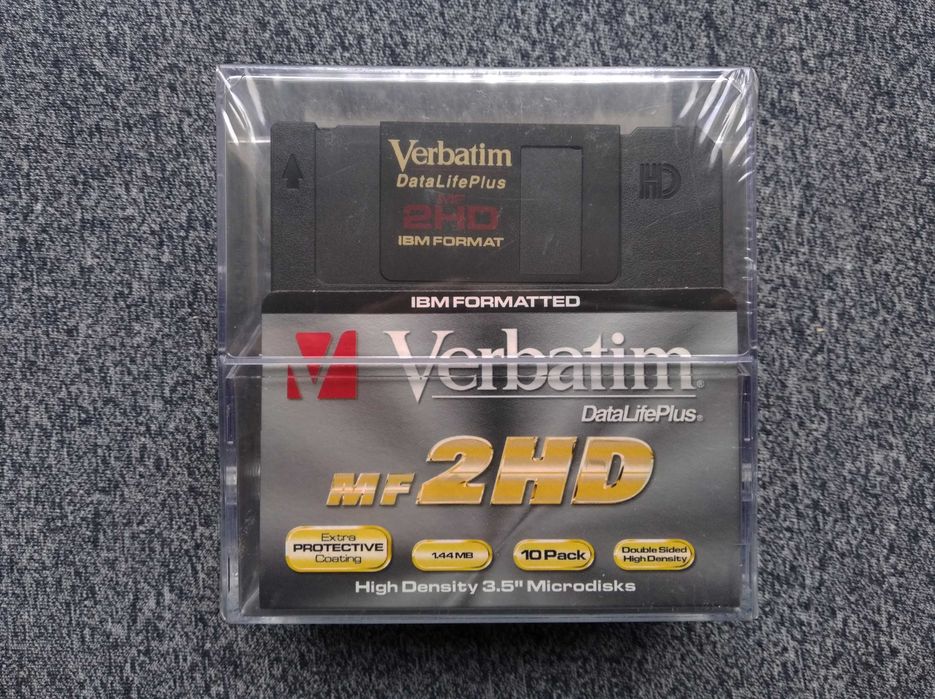 Verbatim
DataLifePlus
MF
2HD
IBM FORMAT
HD
IBM FORMATTED
Verbatim®
DataLifePlus®
MF 2HD
Extra
PROTECTIVE
Coating
1.44 MB
10 Pack
Double Sided
High Density
High Density 3.5" Microdisks